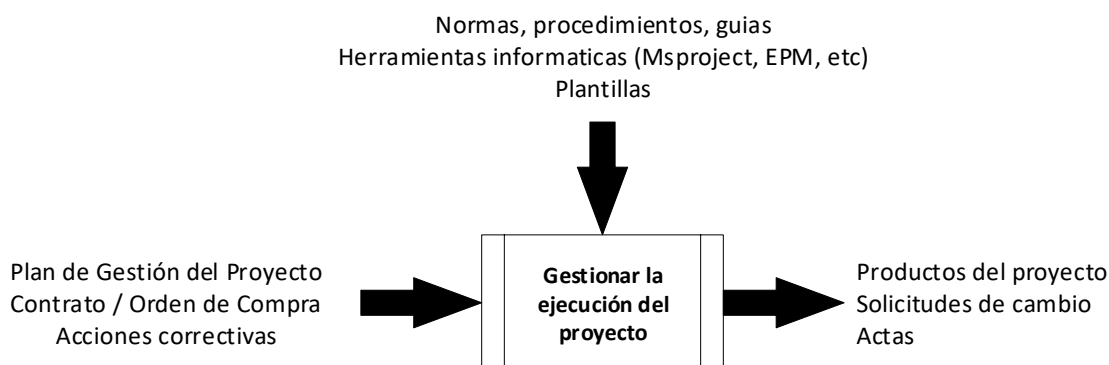 Normas, procedimientos, guias
Herramientas informaticas (Msproject, EPM, etc)
Plantillas
Plan de Gestión del Proyecto
Contrato / Orden de Compra
Acciones correctivas
Gestionar la
ejecución del
proyecto
Productos del proyecto
Solicitudes de cambio
Actas